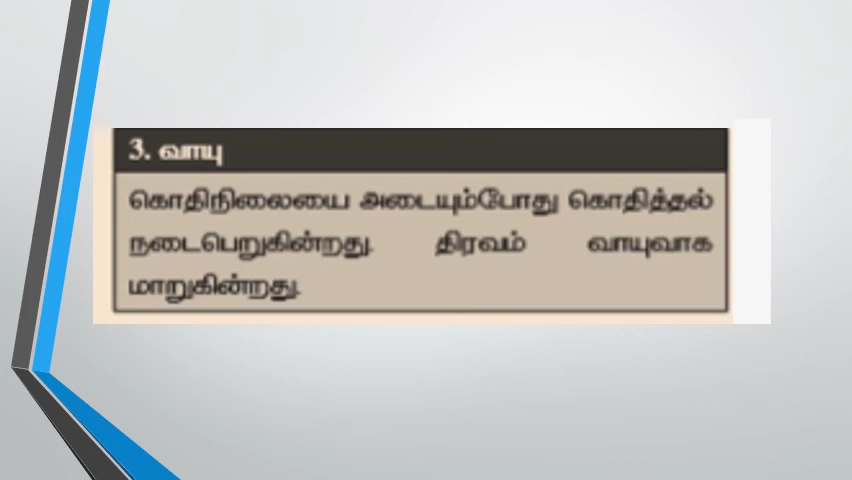 3. வாயு
கொதிநிலையை அடையும்போது கொதித்தல்
நடைபெறுகின்றது. திரவம் வாயுவாக
மாறுகின்றது.